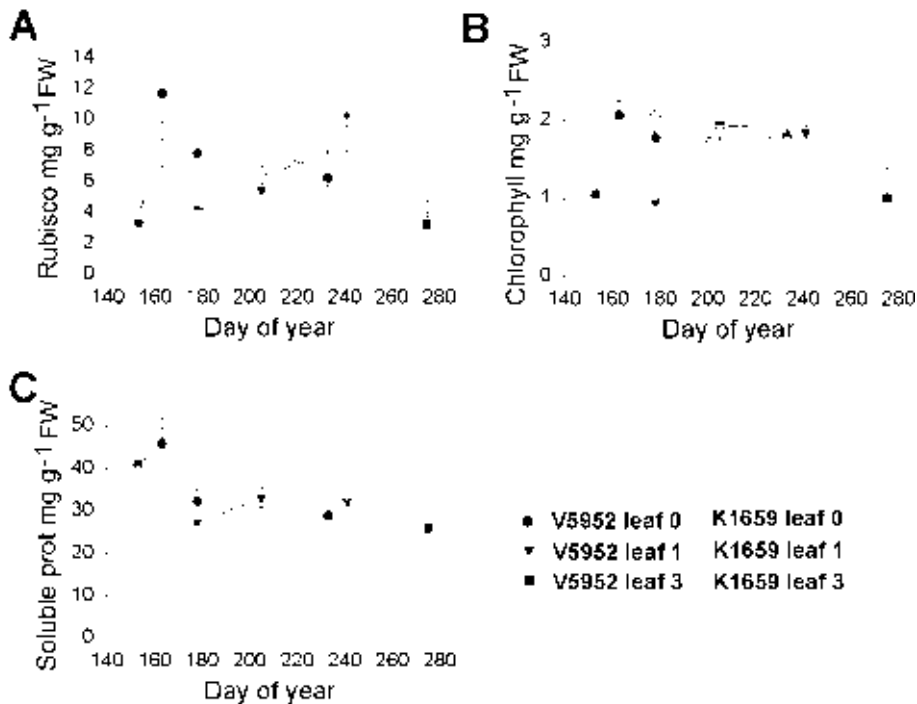 A
Rubisco mg g-1 FW
14
12
10
8
6
4
2
0
140 160 180 200 220 240 260 280
Day of year
B
Chlorophyll mg g-1 FW
3
2
1
0
140 160 180 200 220 240 260 280
Day of year
C
Soluble prot mg g-1 FW
50
40
30
20
10
0
140 160 180 200 220 240 260 280
Day of year
V5952 leaf 0 K1659 leaf 0
V5952 leaf 1 K1659 leaf 1
V5952 leaf 3 K1659 leaf 3